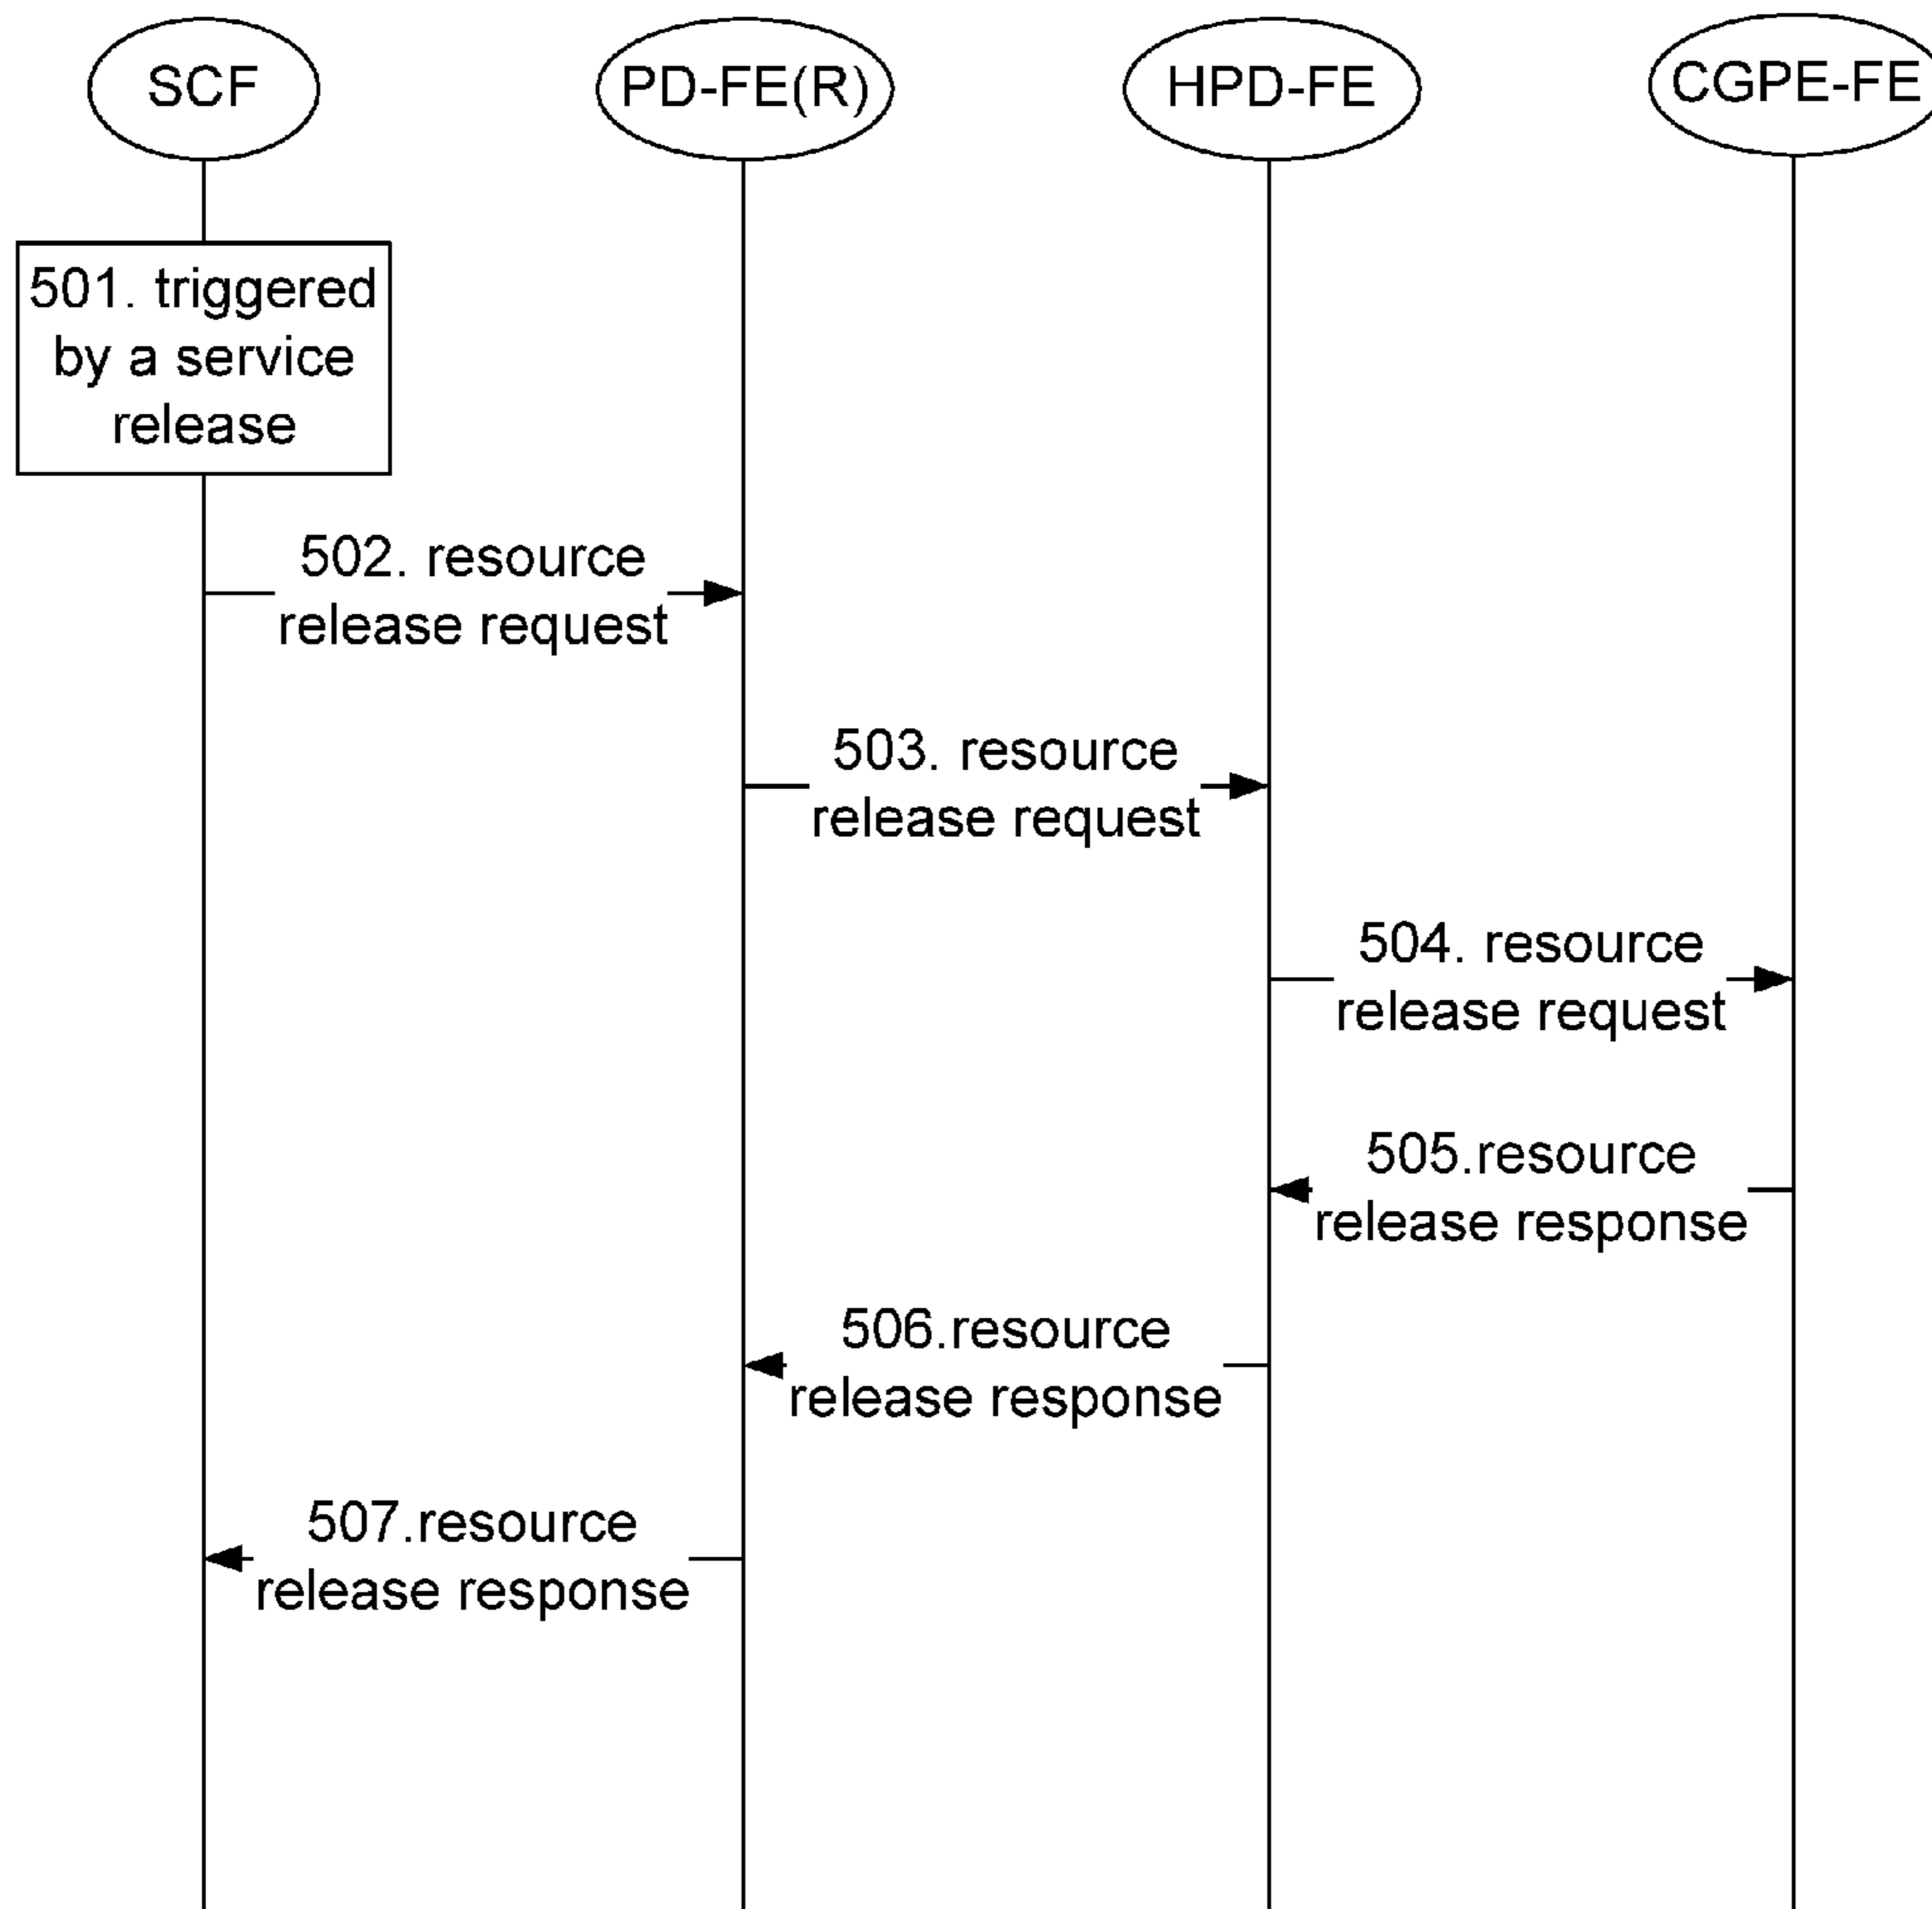 SCF
PD-FE(R)
HPD-FE
CGPE-FE
501. triggered
by a service
release
502. resource
release request
503. resource
release request
504. resource
release request
505.resource
release response
506.resource
release response
507.resource
release response